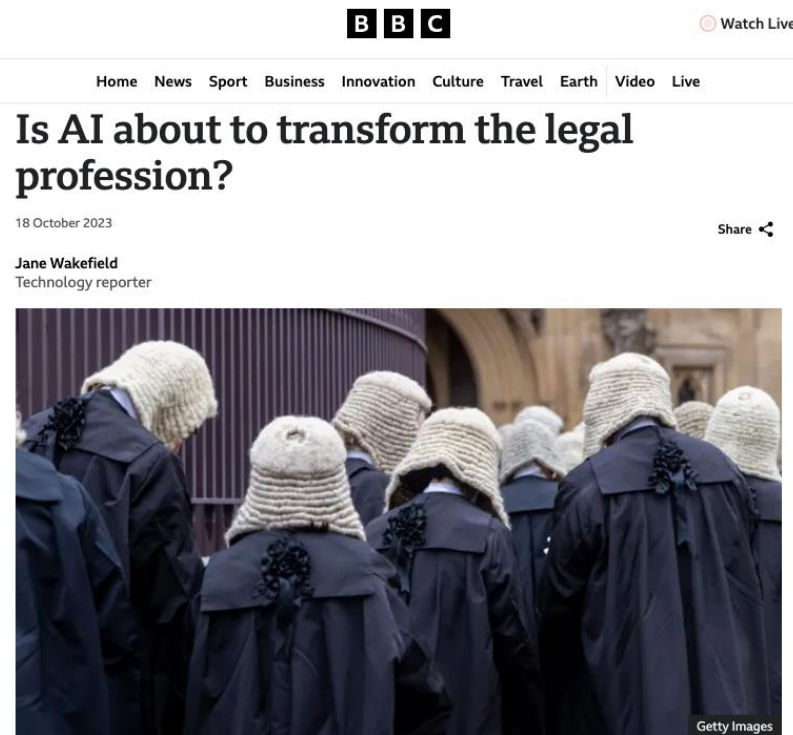 BBC
Watch Live
Home News Sport Business Innovation Culture Travel Earth Video Live
Is AI about to transform the legal
profession?
18 October 2023
Share
Jane Wakefield
Technology reporter
Getty Images